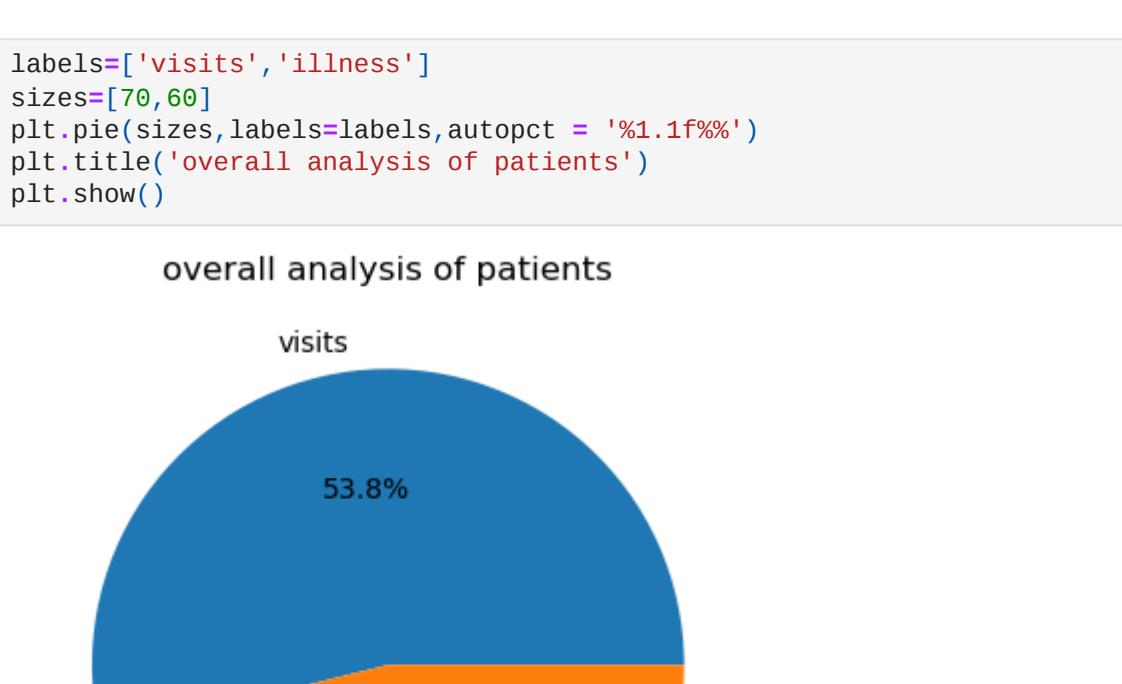 labels=['visits','illness']
sizes=[70,60]
plt.pie(sizes,labels=labels,autopct = '%1.1f%%')
plt.title('overall analysis of patients')
plt.show()
overall analysis of patients
visits
53.8%